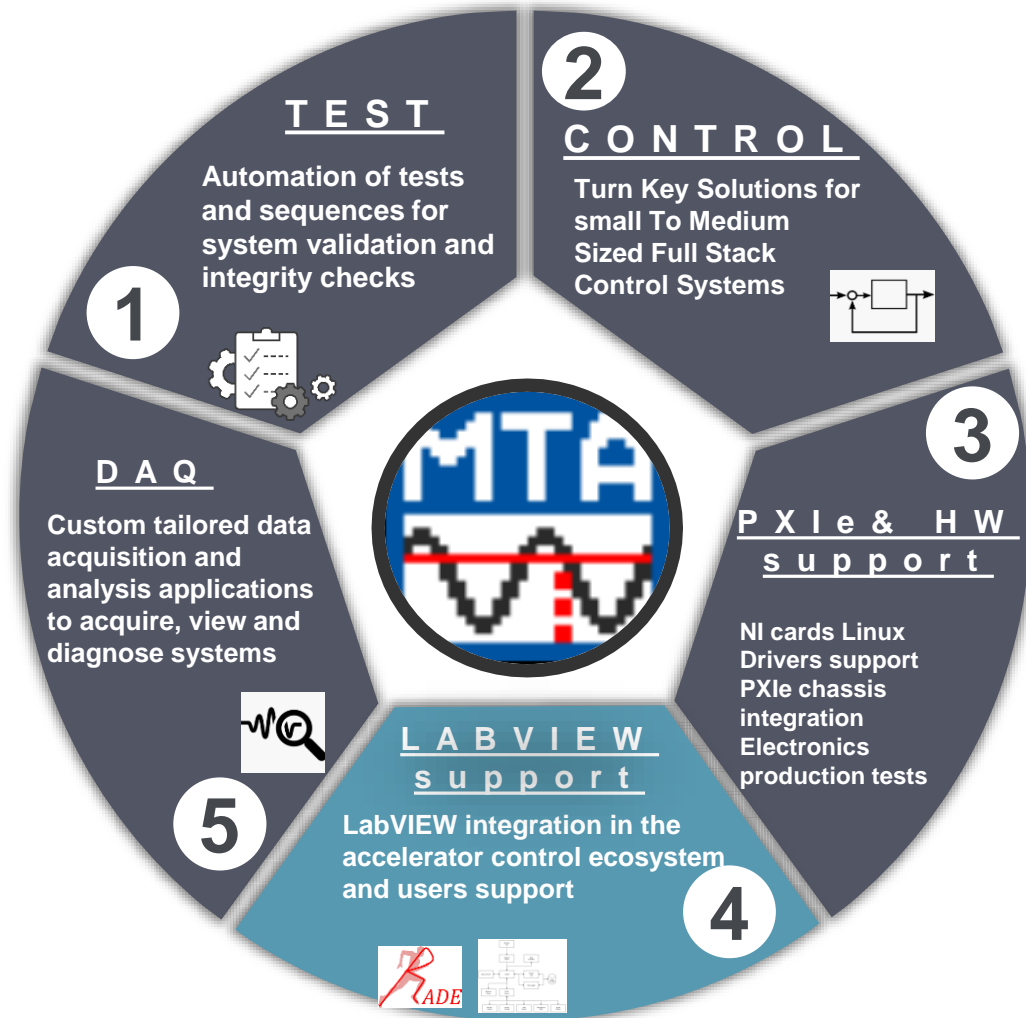 1
TEST
Automation of tests
and sequences for
system validation and
integrity checks
2
CONTROL
Turn Key Solutions for
small To Medium
Sized Full Stack
Control Systems
3
PXIe& HW
support
NI cards Linux
Drivers support
PXIe chassis
integration
Electronics
production tests
4
LABVIEW
support
LabVIEW integration in the
accelerator control ecosystem
and users support
RADE
5
DAQ
Custom tailored data
acquisition and
analysis applications
to acquire, view and
diagnose systems
MTA